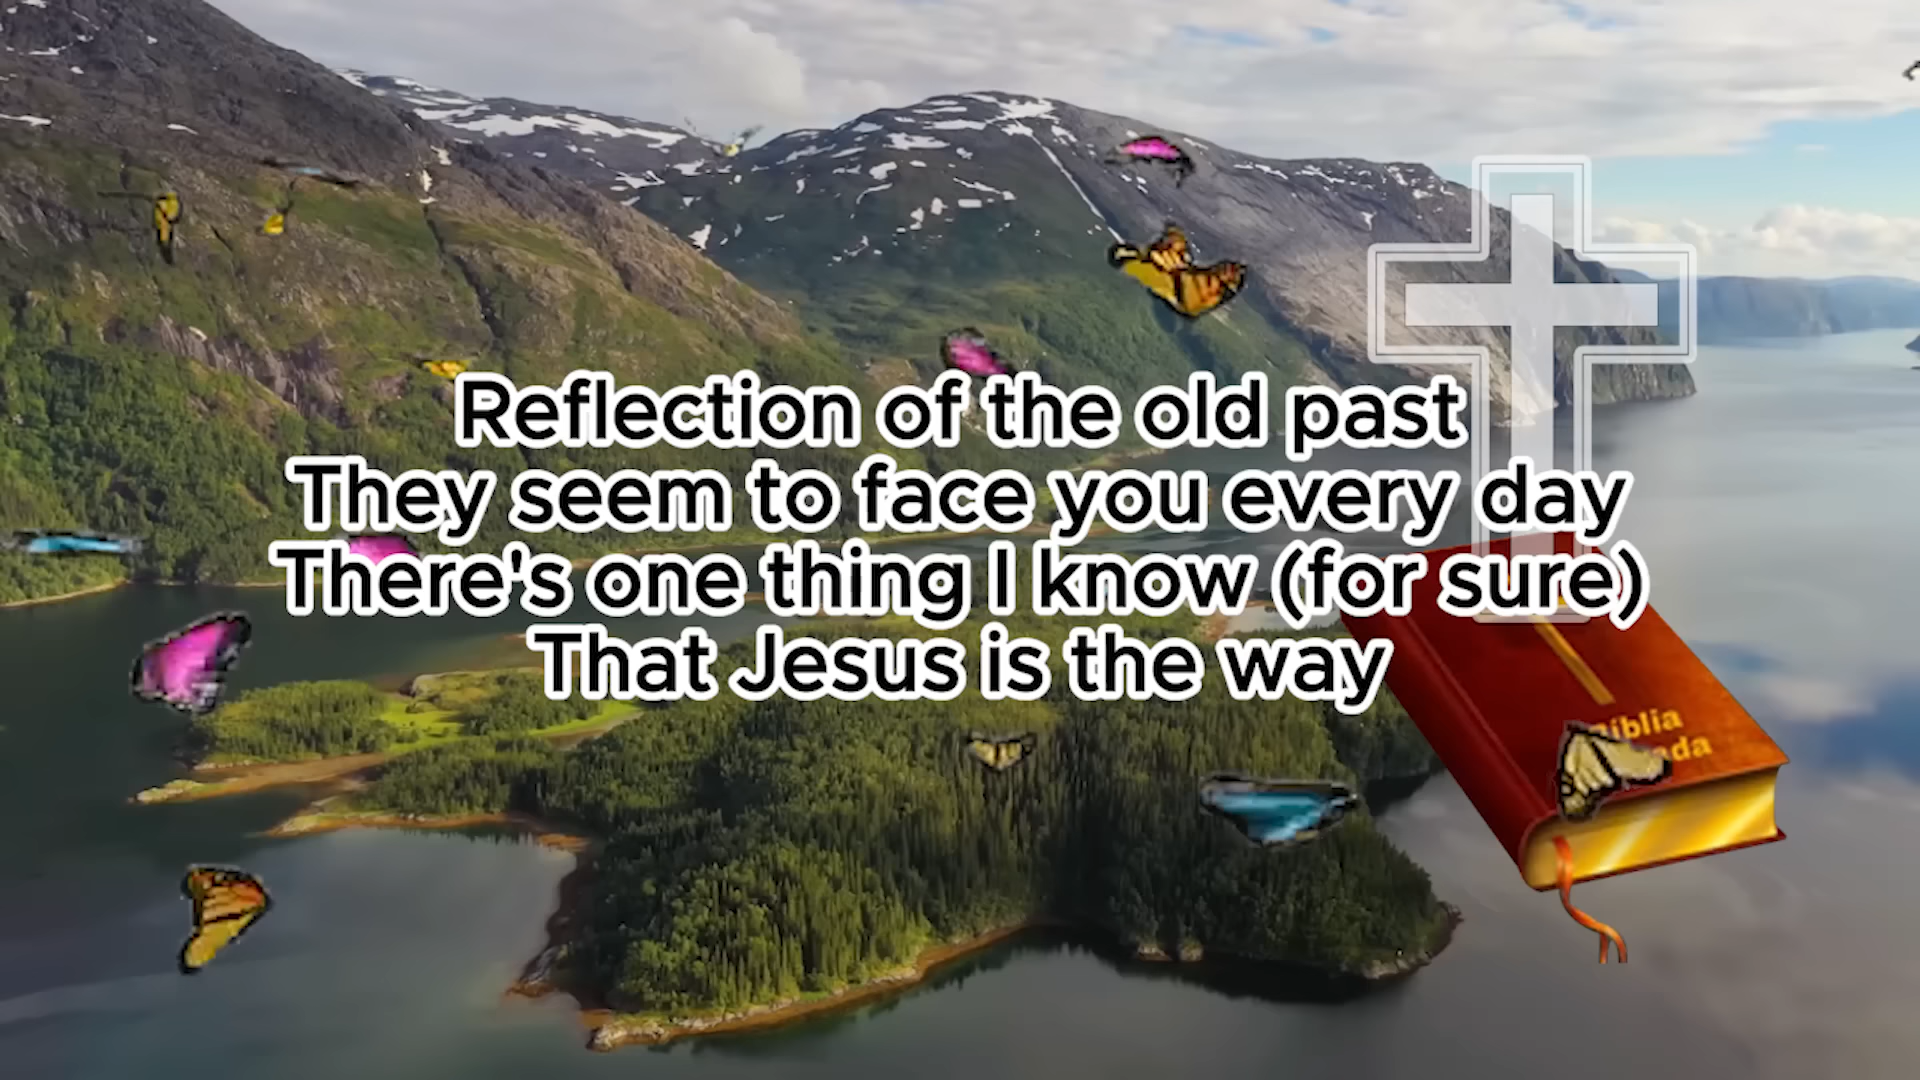 Reflection of the old past
They seem to face you every day
There's one thing I know (for sure)
That Jesus is the way